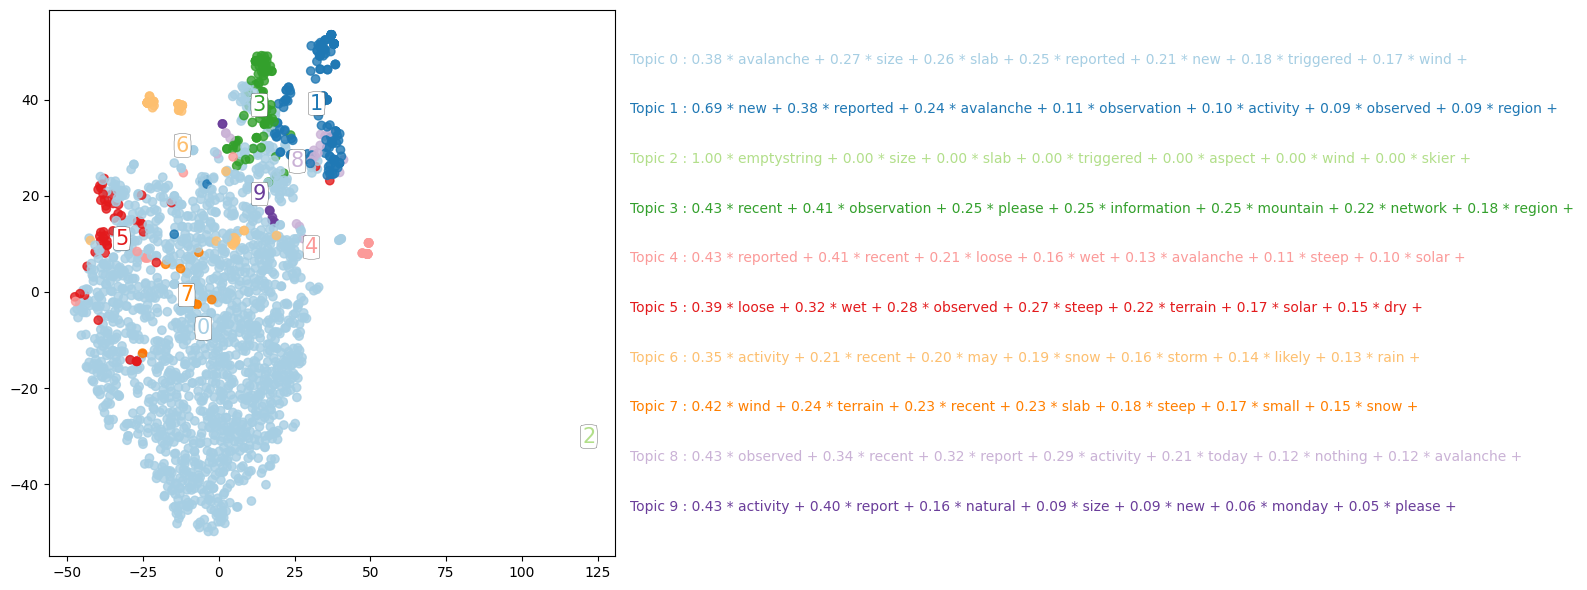 Topic 0 : 0.38 * avalanche + 0.27 * size + 0.26 * slab + 0.25 * reported + 0.21 * new + 0.18 * triggered + 0.17 * wind +
Topic 1 : 0.69 * new + 0.38 * reported + 0.24 * avalanche + 0.11 * observation + 0.10 * activity + 0.09 * observed + 0.09 * region +
Topic 2 : 1.00 * emptystring + 0.00 * size + 0.00 * slab + 0.00 * triggered + 0.00 * aspect + 0.00 * wind + 0.00 * skier +
Topic 3 : 0.43 * recent + 0.41 * observation + 0.25 * please + 0.25 * information + 0.25 * mountain + 0.22 * network + 0.18 * region +
Topic 4 : 0.43 * reported + 0.41 * recent + 0.21 * loose + 0.16 * wet + 0.13 * avalanche + 0.11 * steep + 0.10 * solar +
Topic 5 : 0.39 * loose + 0.32 * wet + 0.28 * observed + 0.27 * steep + 0.22 * terrain + 0.17 * solar + 0.15 * dry +
Topic 6 : 0.35 * activity + 0.21 * recent + 0.20 * may + 0.19 * snow + 0.16 * storm + 0.14 * likely + 0.13 * rain +
Topic 7 : 0.42 * wind + 0.24 * terrain + 0.23 * recent + 0.23 * slab + 0.18 * steep + 0.17 * small + 0.15 * snow +
Topic 8 : 0.43 * observed + 0.34 * recent + 0.32 * report + 0.29 * activity + 0.21 * today + 0.12 * nothing + 0.12 * avalanche +
Topic 9 : 0.43 * activity + 0.40 * report + 0.16 * natural + 0.09 * size + 0.09 * new + 0.06 * monday + 0.05 * please +
40
20
0
−20
−40
3
1
6
8
9
5
4
7
0
2
−50 −25 0 25 50 75 100 125